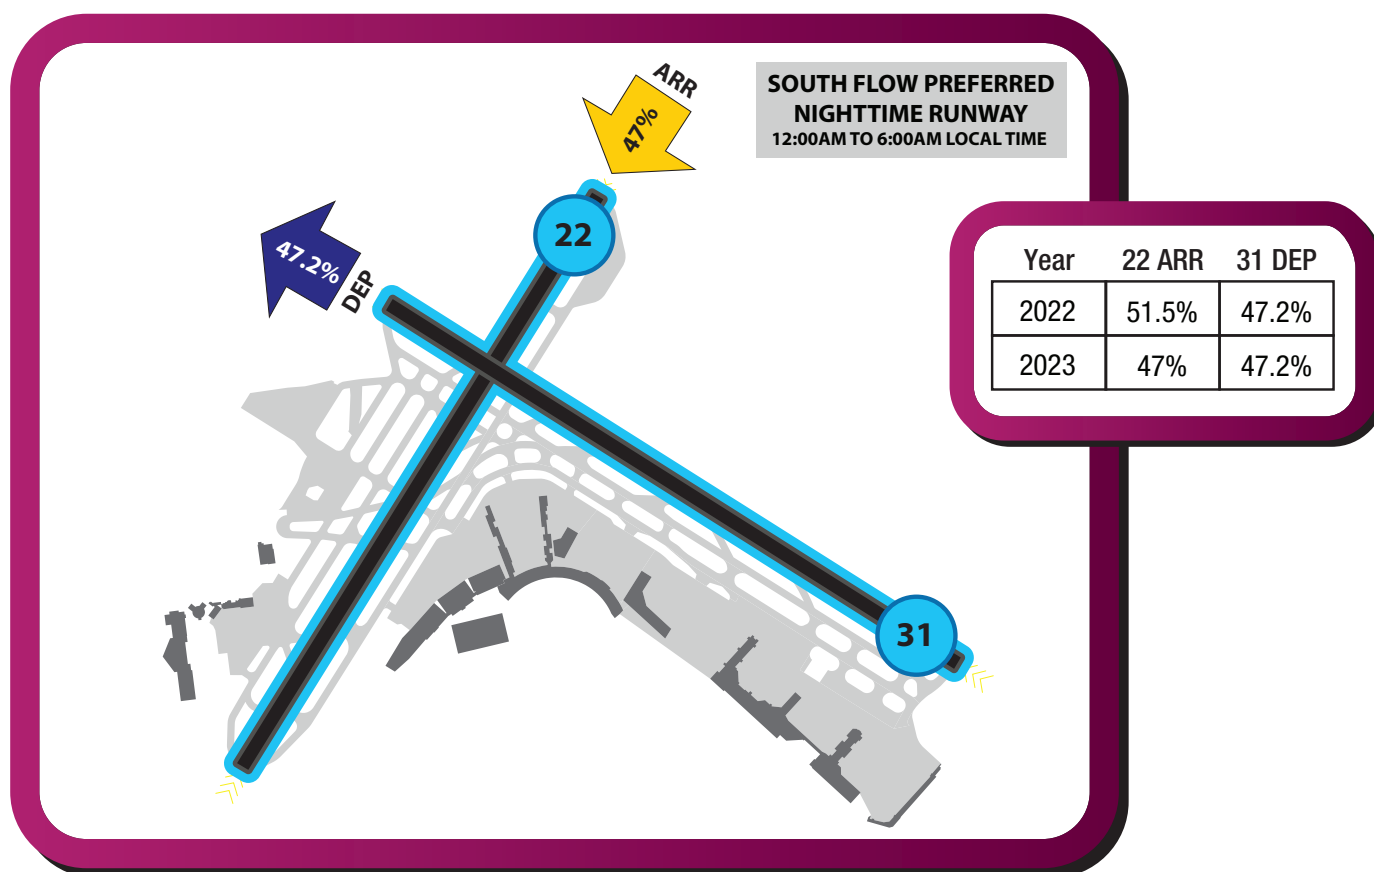 SOUTH FLOW PREFERRED
NIGHTTIME RUNWAY
12:00AM TO 6:00AM LOCAL TIME
ARR
47%
22
47.2%
DEP
31
Year 22 ARR 31 DEP
2022 51.5% 47.2%
2023 47% 47.2%